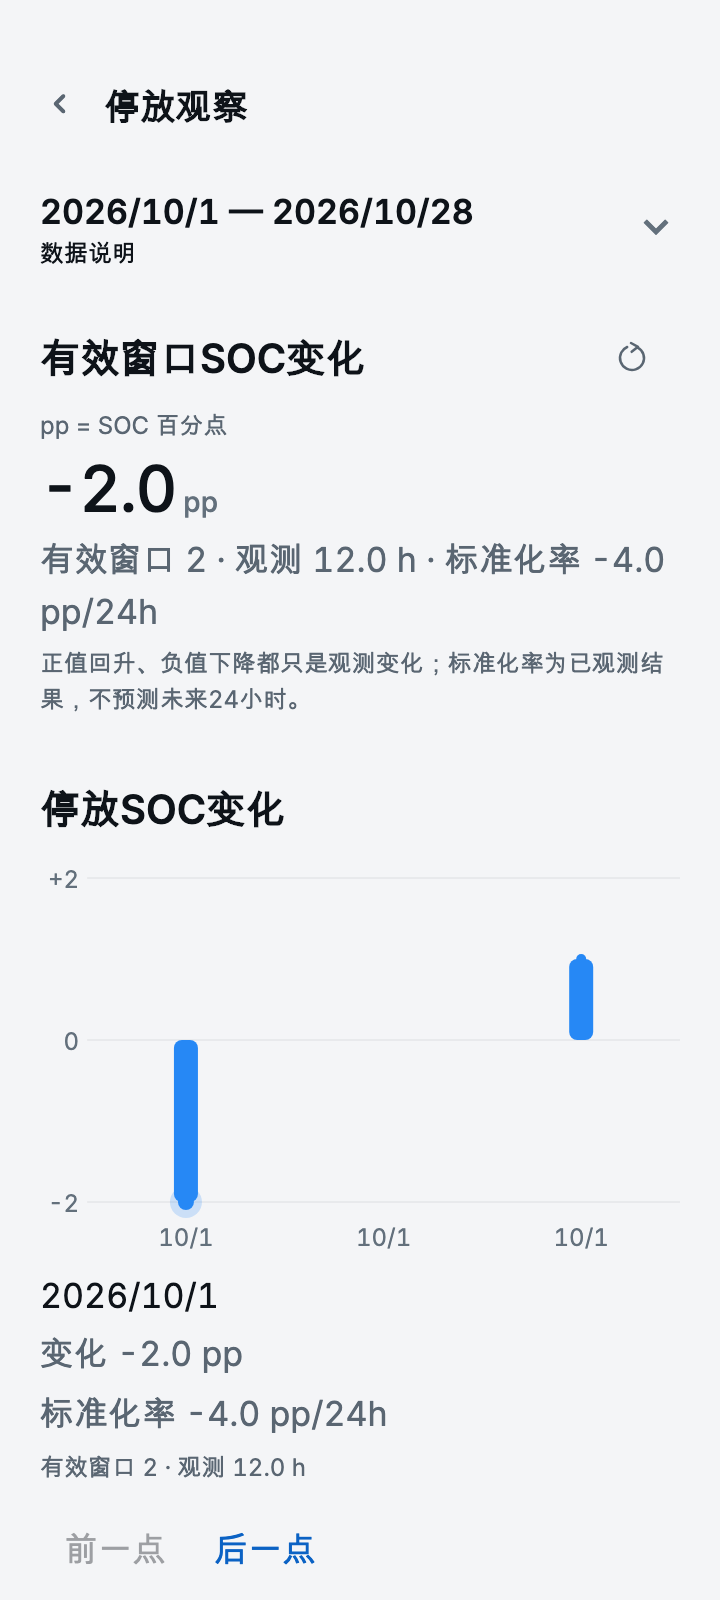 停放观察
2026/10/1 — 2026/10/28
数据说明
有效窗口SOC变化
pp = SOC 百分点
-2.0 pp
有效窗口 2 · 观测 12.0 h · 标准化率 -4.0
pp/24h
正值回升、负值下降都只是观测变化；标准化率为已观测结
果，不预测未来24小时。
停放SOC变化
+2
0
-2
10/1 10/1 10/1
2026/10/1
变化 -2.0 pp
标准化率 -4.0 pp/24h
有效窗口 2 · 观测 12.0 h
前一点 后一点